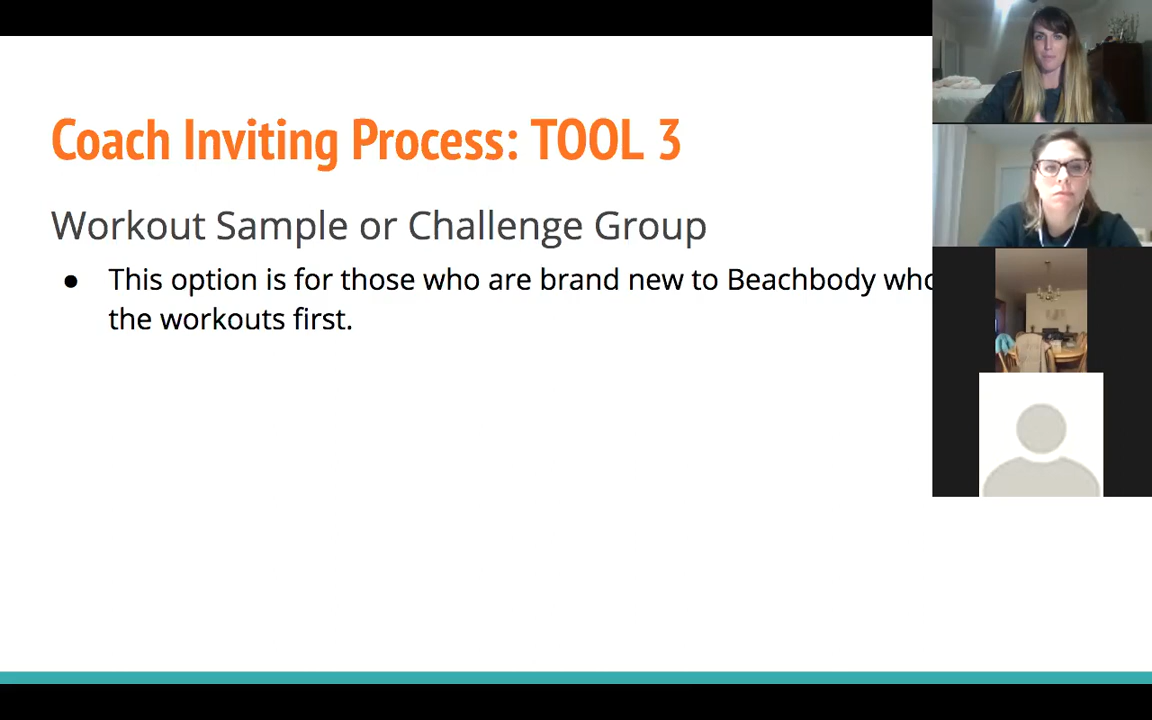 Coach Inviting Process: TOOL 3
Workout Sample or Challenge Group
● This option is for those who are brand new to Beachbody
the workouts first.